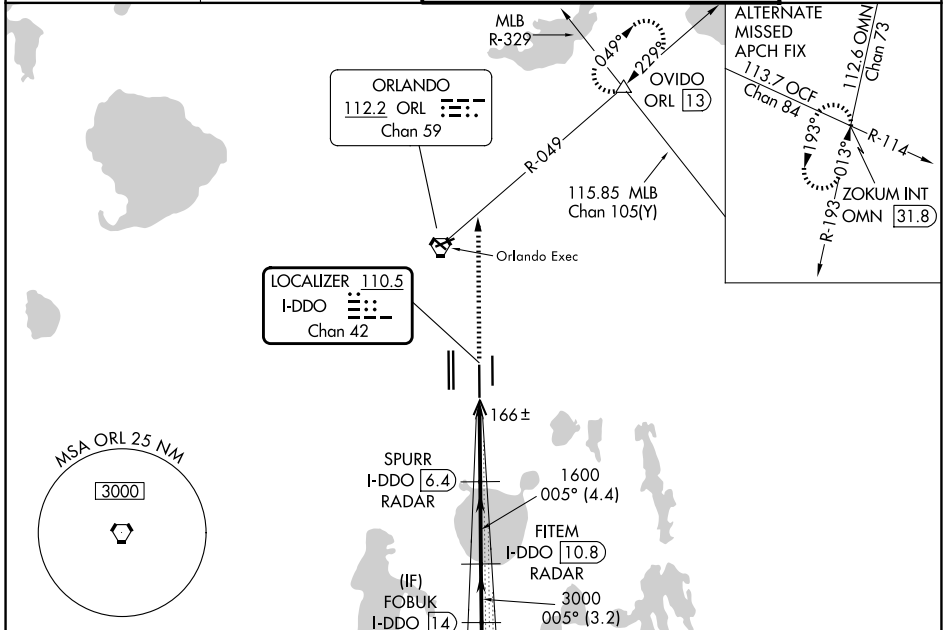 MLB
R-329
049°
229°
OVIDO
ORL 13
ALTERNATE
MISSED
APCH FIX
112.6 OMN
Chan 73
113.7 OCF
Chan 84
193°
013°
R-114
R-193
ZOKUM INT
OMN 31.8
ORLANDO
112.2 ORL
Chan 59
R-049
115.85 MLB
Chan 105(Y)
Orlando Exec
LOCALIZER 110.5
I-DDO
Chan 42
166±
MSA ORL 25 NM
3000
SPURR
I-DDO 6.4
RADAR
1600
005° (4.4)
FITEM
I-DDO 10.8
RADAR
(IF)
FOBUK
I-DDO 14
3000
005° (3.2)